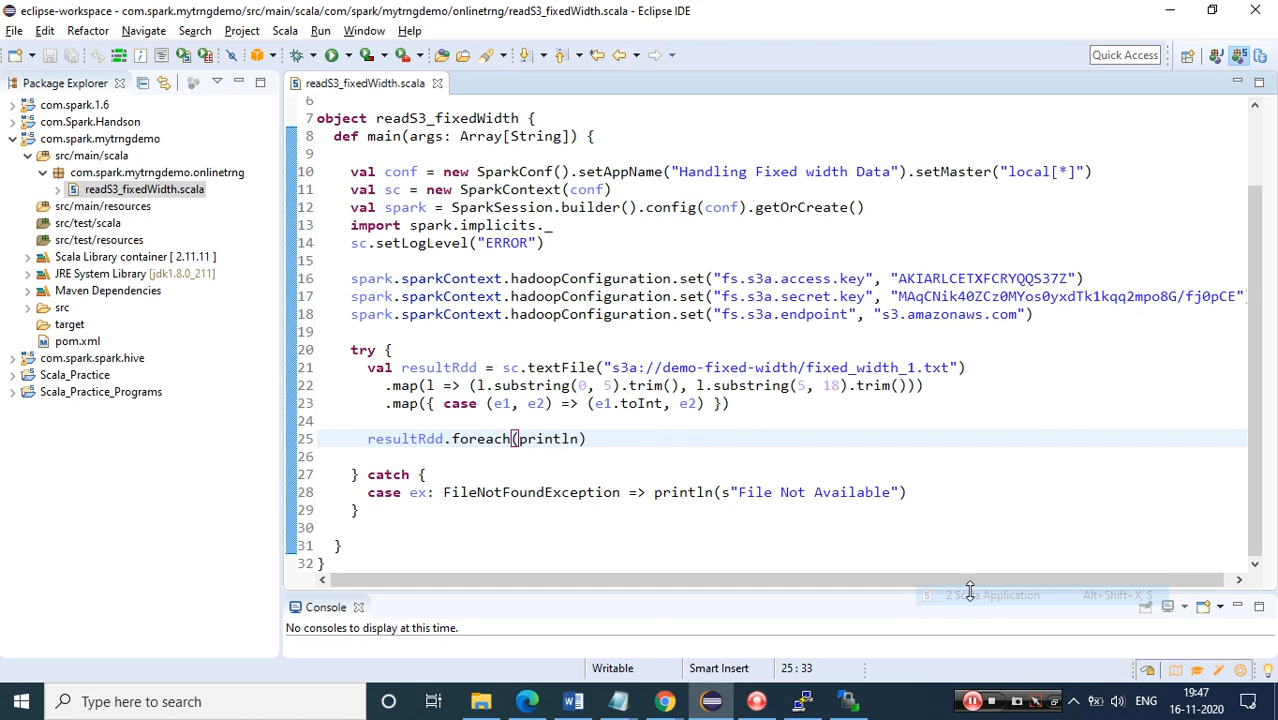 eclipse-workspace - com.spark.mytrngdemo/src/main/scala/com/spark/mytrngdemo/onlinetrng/readS3_fixedWidth.scala - Eclipse IDE
File Edit Refactor Navigate Search Project Scala Run Window Help
Quick Access
Package Explorer
com.spark.1.6
com.Spark.Handson
com.spark.mytrngdemo
src/main/scala
com.spark.mytrngdemo.onlinetrng
readS3_fixedWidth.scala
src/main/resources
src/test/scala
src/test/resources
Scala Library container [ 2.11.11 ]
JRE System Library [jdk1.8.0_211]
Maven Dependencies
src
target
pom.xml
com.spark.spark.hive
Scala_Practice
Scala_Practice_Programs
readS3_fixedWidth.scala
6
7 object readS3_fixedWidth {
8 def main(args: Array[String]) {
9
10 val conf = new SparkConf().setAppName("Handling Fixed width Data").setMaster("local[*]")
11 val sc = new SparkContext(conf)
12 val spark = SparkSession.builder().config(conf).getOrCreate()
13 import spark.implicits._
14 sc.setLogLevel("ERROR")
15
16 spark.sparkContext.hadoopConfiguration.set("fs.s3a.access.key", "AKIARLCETXFCRYQQS37Z")
17 spark.sparkContext.hadoopConfiguration.set("fs.s3a.secret.key", "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")
18 spark.sparkContext.hadoopConfiguration.set("fs.s3a.endpoint", "s3.amazonaws.com")
19
20 try {
21 val resultRdd = sc.textFile("s3a://demo-fixed-width/fixed_width_1.txt")
22 .map(l => (l.substring(0, 5).trim(), l.substring(5, 18).trim()))
23 .map({ case (e1, e2) => (e1.toInt, e2) })
24
25 resultRdd.foreach(println)
26
27 } catch {
28 case ex: FileNotFoundException => println(s"File Not Available")
29 }
30
31 }
32 }
2 Scala Application Alt+Shift+X, S
Console
No consoles to display at this time.
Writable Smart Insert 25 : 33
Type here to search
ENG
19:47
16-11-2020